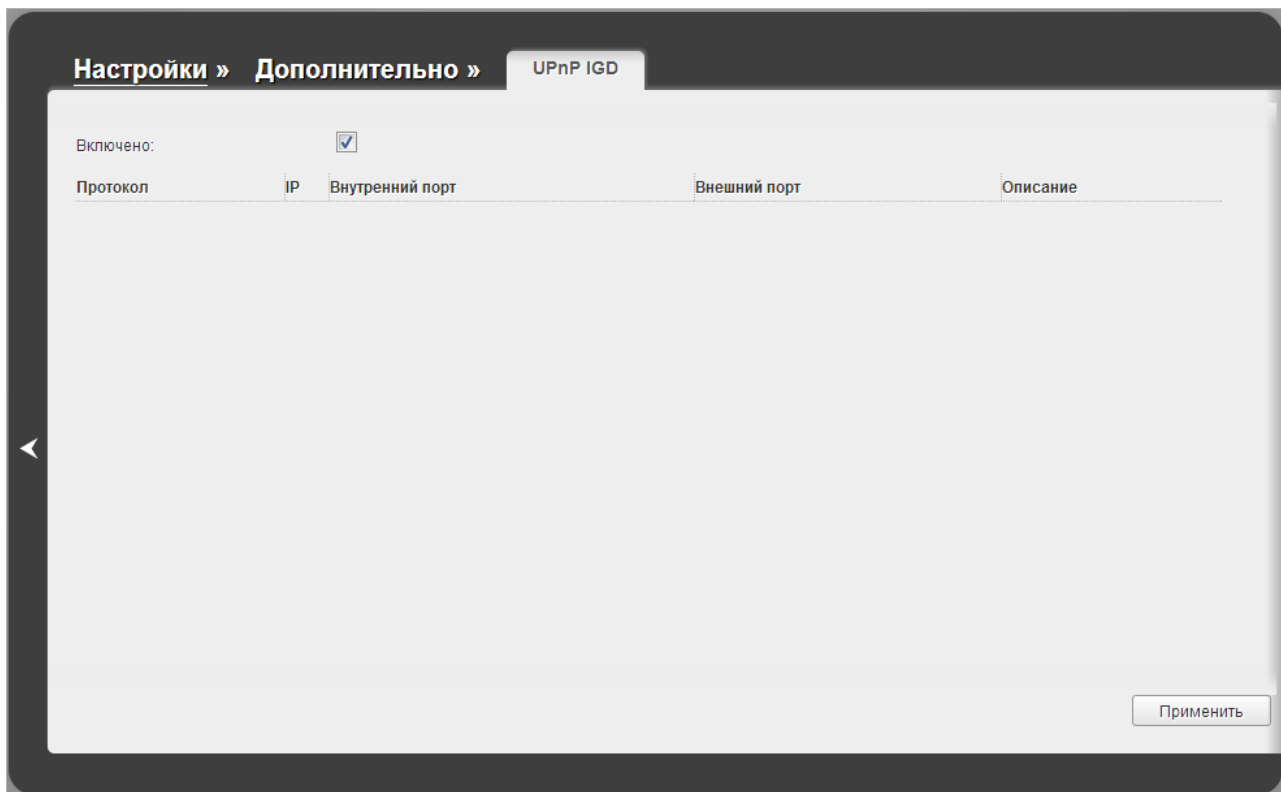 Настройки » Дополнительно » UPnP IGD
Включено:
Протокол IP Внутренний порт Внешний порт Описание
Применить